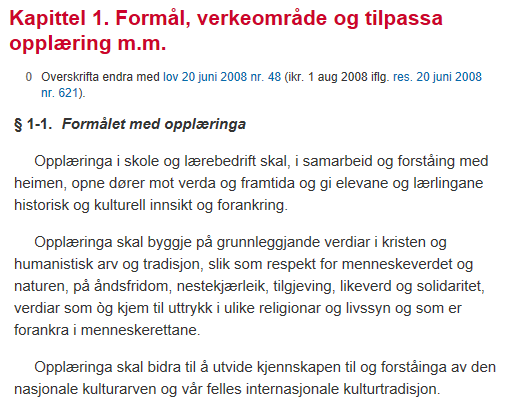 Kapittel 1. Formål, verkeområde og tilpassa
opplæring m.m.
0 Overskrifta endra med lov 20 juni 2008 nr. 48 (ikr. 1 aug 2008 iflg. res. 20 juni 2008
nr. 621).
§ 1-1. Formålet med opplæringa
Opplæringa i skole og lærebedrift skal, i samarbeid og forståing med
heimen, opne dører mot verda og framtida og gi elevane og lærlingane
historisk og kulturell innsikt og forankring.
Opplæringa skal byggje på grunnleggjande verdiar i kristen og
humanistisk arv og tradisjon, slik som respekt for menneskeverdet og
naturen, på åndsfridom, nestekjærleik, tilgjeving, likeverd og solidaritet,
verdiar som òg kjem til uttrykk i ulike religionar og livssyn og som er
forankra i menneskerettane.
Opplæringa skal bidra til å utvide kjennskapen til og forståinga av den
nasjonale kulturarven og vår felles internasjonale kulturtradisjon.